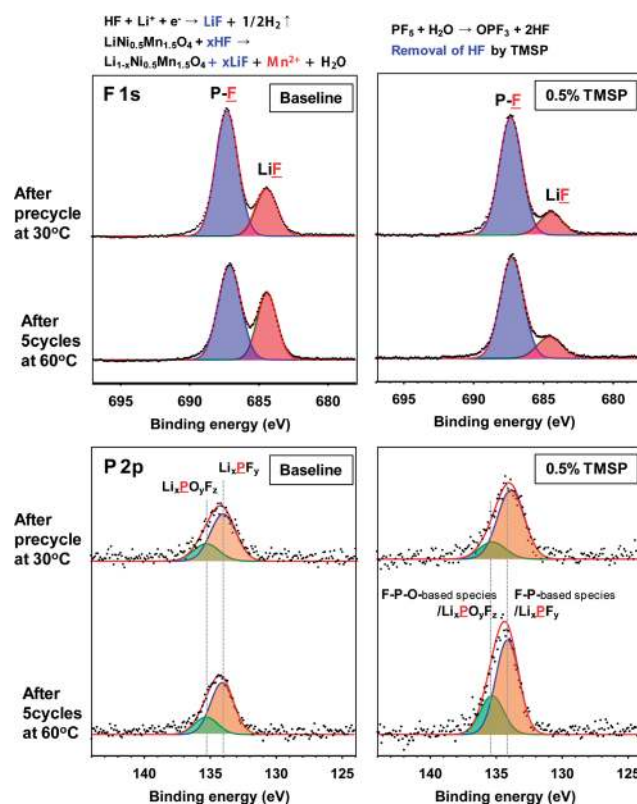 HF + Li⁺ + e⁻ → LiF + 1/2H₂ ↑
LiNi₀.₅Mn₁.₅O₄ + xHF →
Li₁₋ₓNi₀.₅Mn₁.₅O₄ + xLiF + Mn²⁺ + H₂O
PF₅ + H₂O → OPF₃ + 2HF
Removal of HF by TMSP
F 1s
Baseline
P-F
LiF
After
precycle
at 30°C
After
5cycles
at 60°C
695 690 685 680
Binding energy (eV)
0.5% TMSP
P-F
LiF
695 690 685 680
Binding energy (eV)
P 2p
Baseline
LiₓPFᵧ
LiₓPOᵧF_z
After
precycle
at 30°C
After
5cycles
at 60°C
140 135 130 125
Binding energy (eV)
0.5% TMSP
F-P-O-based species
/LiₓPOᵧF_z
F-P-based species
/LiₓPFᵧ
140 135 130 125
Binding energy (eV)